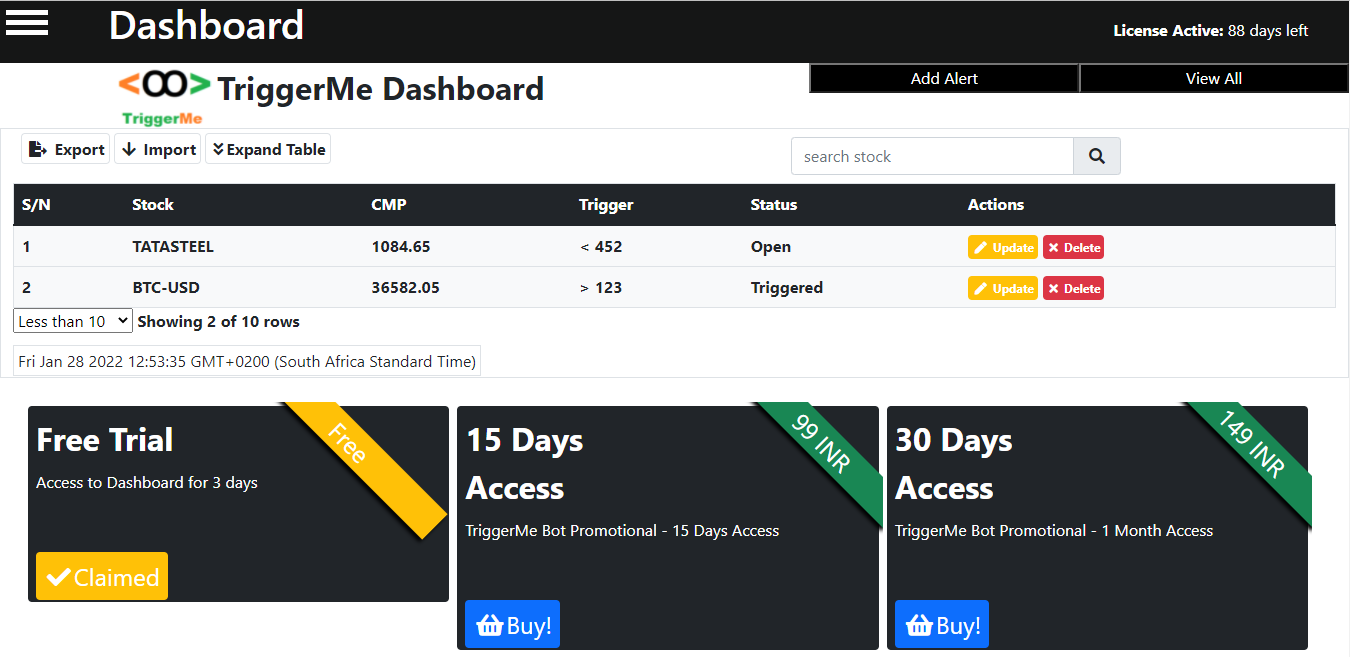 Dashboard
License Active: 88 days left
TriggerMe
TriggerMe Dashboard
Add Alert
View All
Export
Import
Expand Table
search stock
S/N Stock CMP Trigger Status Actions
1 TATASTEEL 1084.65 < 452 Open Update Delete
2 BTC-USD 36582.05 > 123 Triggered Update Delete
Less than 10 Showing 2 of 10 rows
Fri Jan 28 2022 12:53:35 GMT+0200 (South Africa Standard Time)
Free Trial
Free
Access to Dashboard for 3 days
Claimed
15 Days
Access
99 INR
TriggerMe Bot Promotional - 15 Days Access
Buy!
30 Days
Access
149 INR
TriggerMe Bot Promotional - 1 Month Access
Buy!